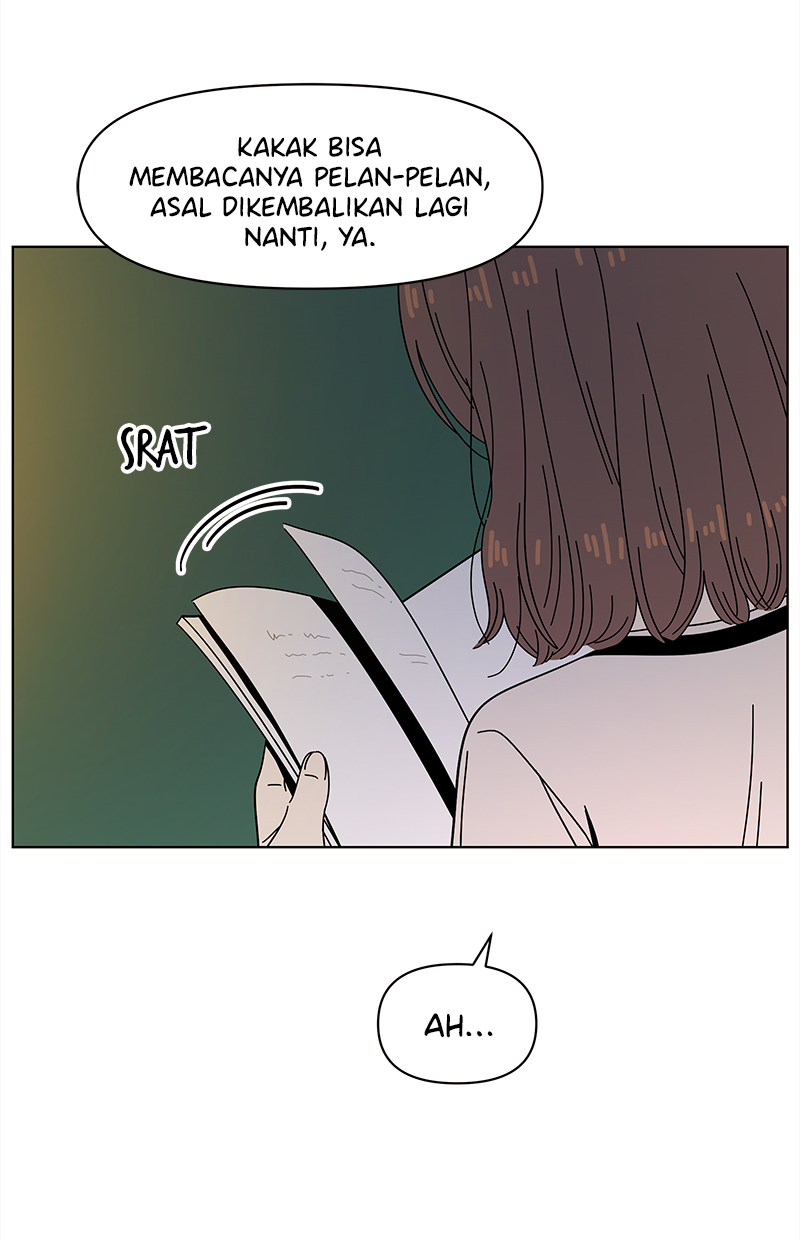 KAKAK BISA
MEMBACANYA PELAN-PELAN,
ASAL DIKEMBALIKAN LAGI
NANTI, YA.
SRAT
AH...